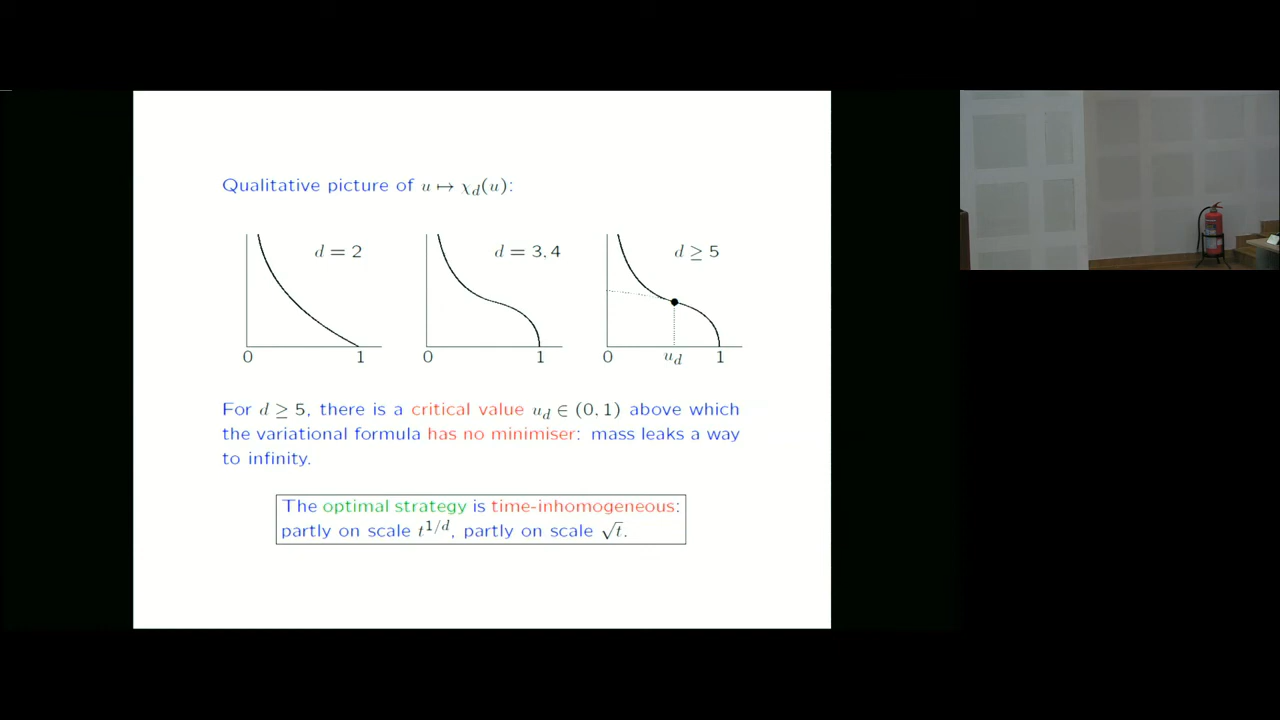 Qualitative picture of u ↦ χ_d(u):
d = 2
d = 3, 4
d ≥ 5
0
1
0
1
0
u_d
1
For d ≥ 5, there is a critical value u_d ∈ (0, 1) above which
the variational formula has no minimiser: mass leaks a way
to infinity.
The optimal strategy is time-inhomogeneous:
partly on scale t^{1/d}, partly on scale √t.